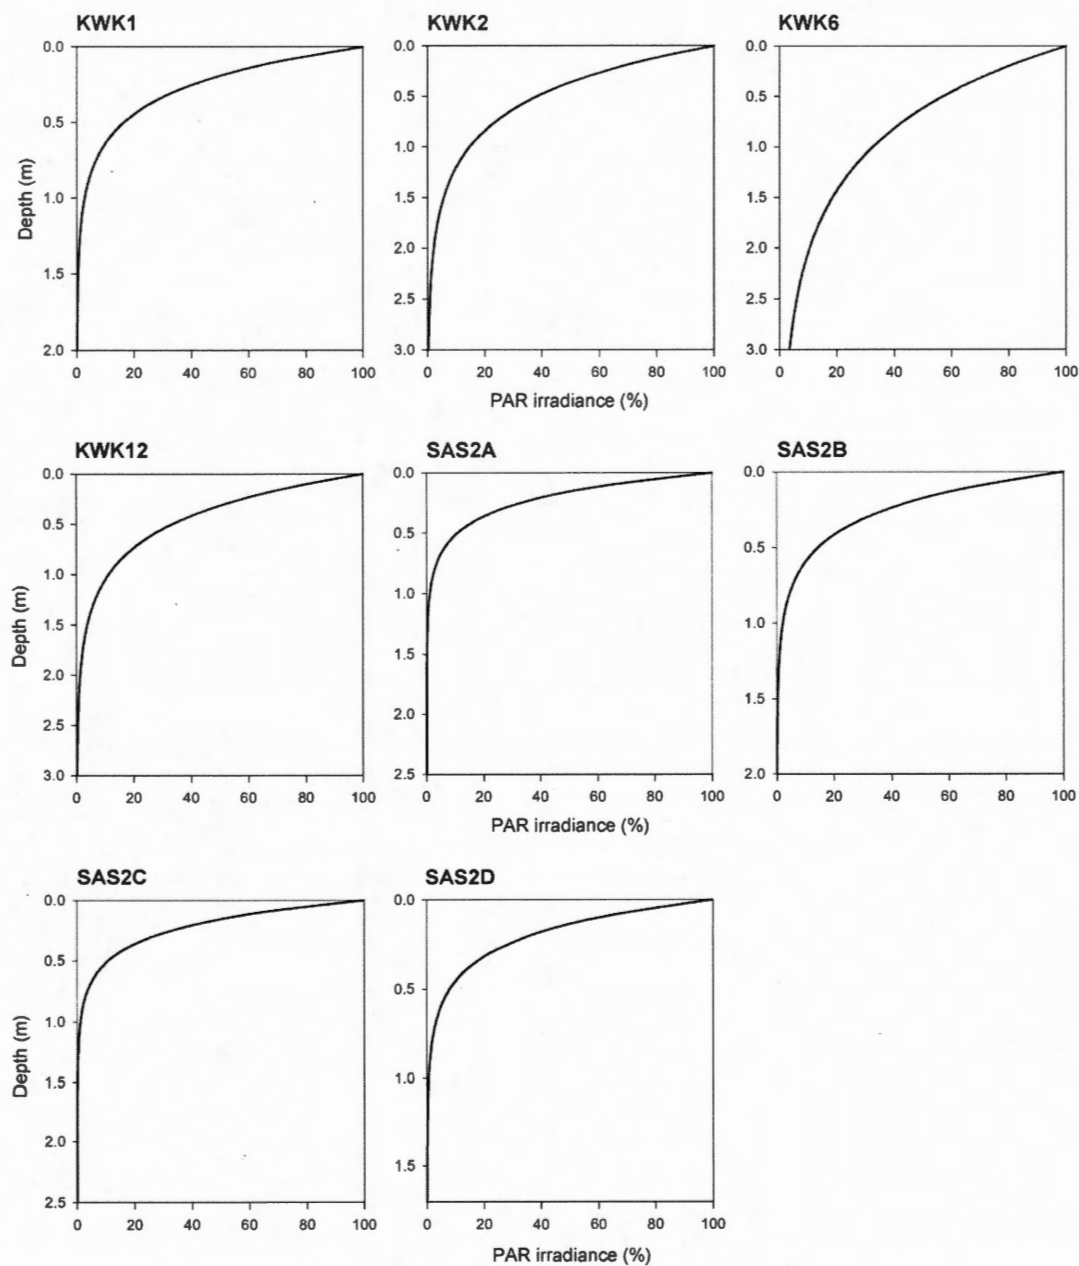 KWK1 KWK2 KWK6
0.0 0.0 0.0
0.5 0.5 0.5
1.0 1.0 1.0
1.5 1.5 1.5
2.0 2.0
2.5 2.5
2.0 3.0 3.0
Depth (m)
0 20 40 60 80 100 0 20 40 60 80 100 0 20 40 60 80 100
PAR irradiance (%)
KWK12 SAS2A SAS2B
0.0 0.0 0.0
0.5 0.5 0.5
1.0 1.0 1.0
1.5 1.5 1.5
2.0 2.0 2.0
2.5 2.5
3.0
Depth (m)
0 20 40 60 80 100 0 20 40 60 80 100 0 20 40 60 80 100
PAR irradiance (%)
SAS2C SAS2D
0.0 0.0
0.5 0.5
1.0 1.0
1.5 1.5
2.0
2.5
Depth (m)
0 20 40 60 80 100 0 20 40 60 80 100
PAR irradiance (%)